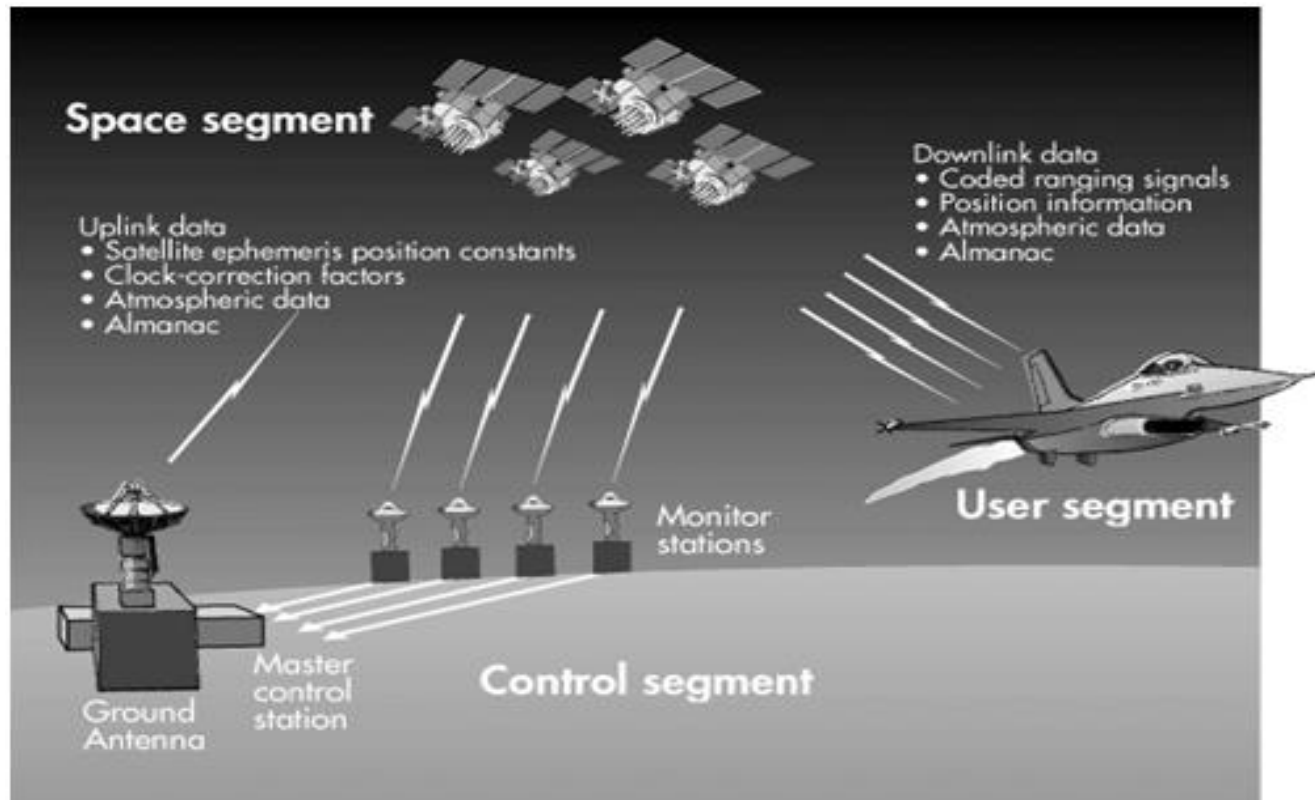 Space segment
Downlink data
• Coded ranging signals
• Position information
• Atmospheric data
• Almanac
Uplink data
• Satellite ephemeris position constants
• Clock-correction factors
• Atmospheric data
• Almanac
User segment
Monitor
stations
Master
control
station
Control segment
Ground
Antenna